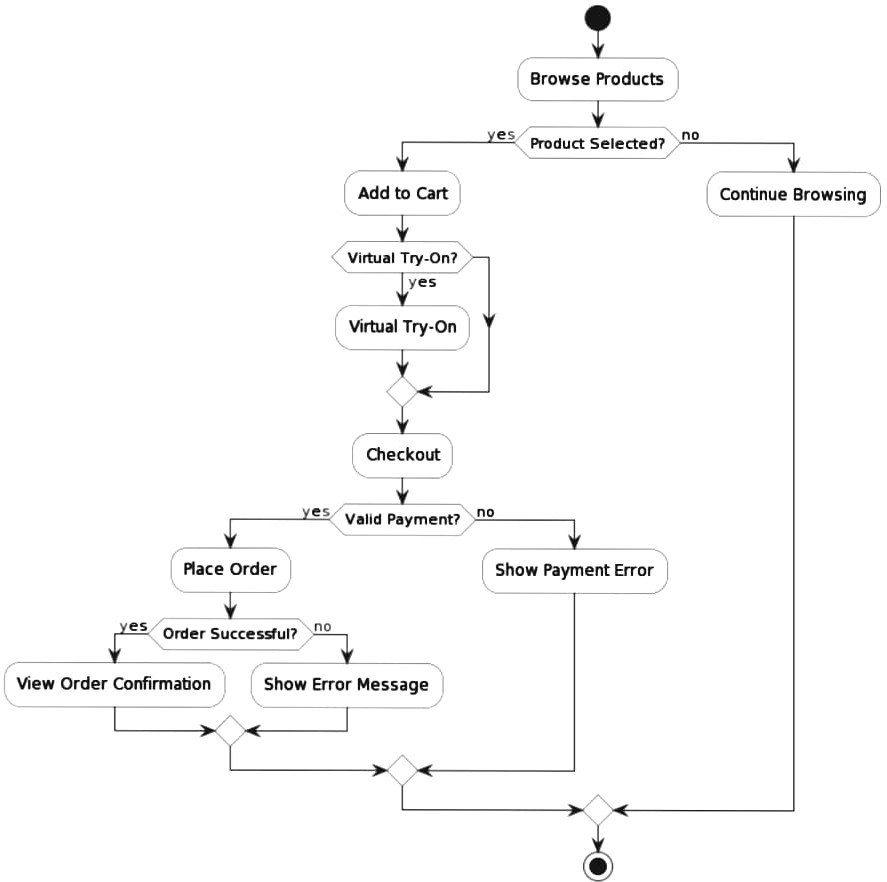 Browse Products
yes
Product Selected?
no
Add to Cart
Continue Browsing
Virtual Try-On?
yes
Virtual Try-On
Checkout
yes
Valid Payment?
no
Place Order
Show Payment Error
yes
Order Successful?
no
View Order Confirmation
Show Error Message